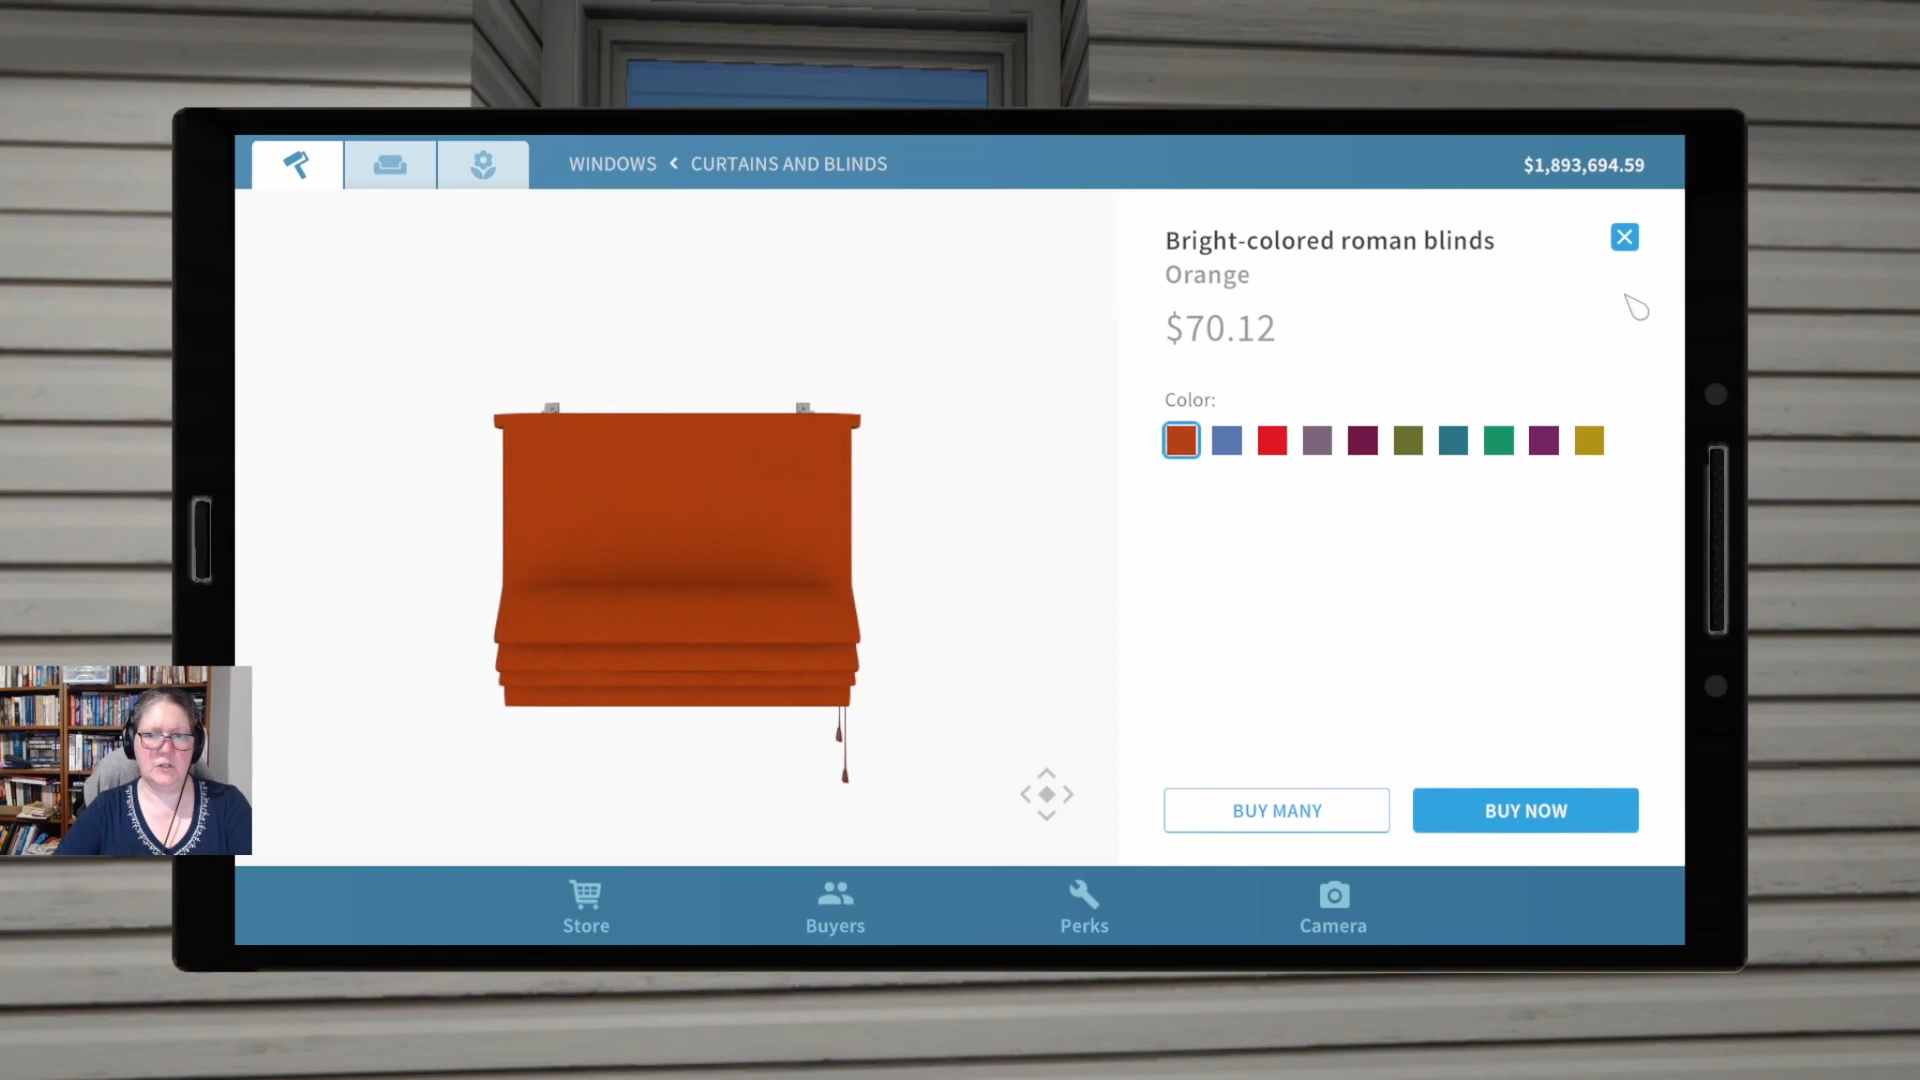 WINDOWS < CURTAINS AND BLINDS
$1,893,694.59
Bright-colored roman blinds
Orange
$70.12
Color:
BUY MANY
BUY NOW
Store
Buyers
Perks
Camera